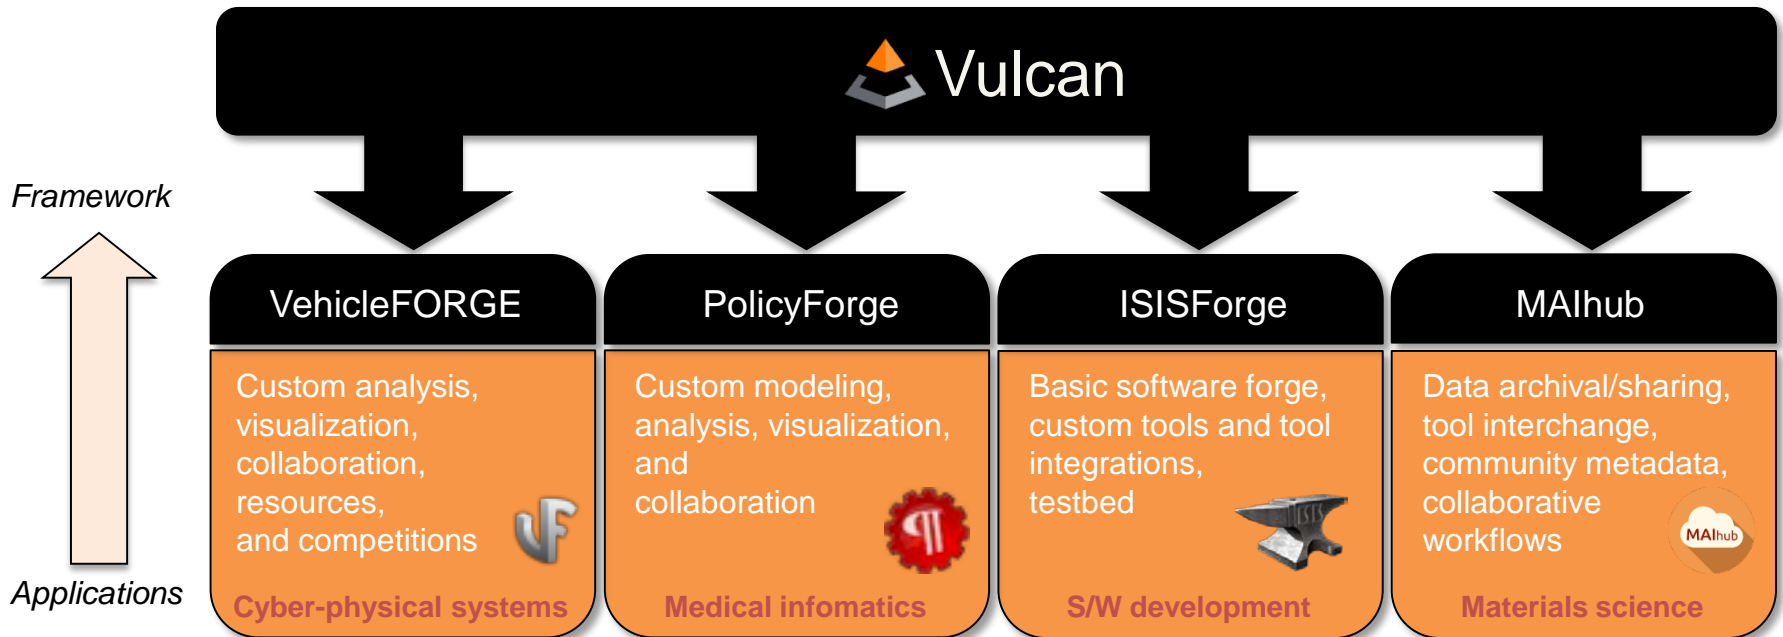 Vulcan
Framework
Applications
VehicleFORGE
Custom analysis,
visualization,
collaboration,
resources,
and competitions
VF
Cyber-physical systems
PolicyForge
Custom modeling,
analysis, visualization,
and
collaboration
¶
Medical infomatics
ISISForge
Basic software forge,
custom tools and tool
integrations,
testbed
ISIS
S/W development
MAIhub
Data archival/sharing,
tool interchange,
community metadata,
collaborative
workflows
MAIhub
Materials science